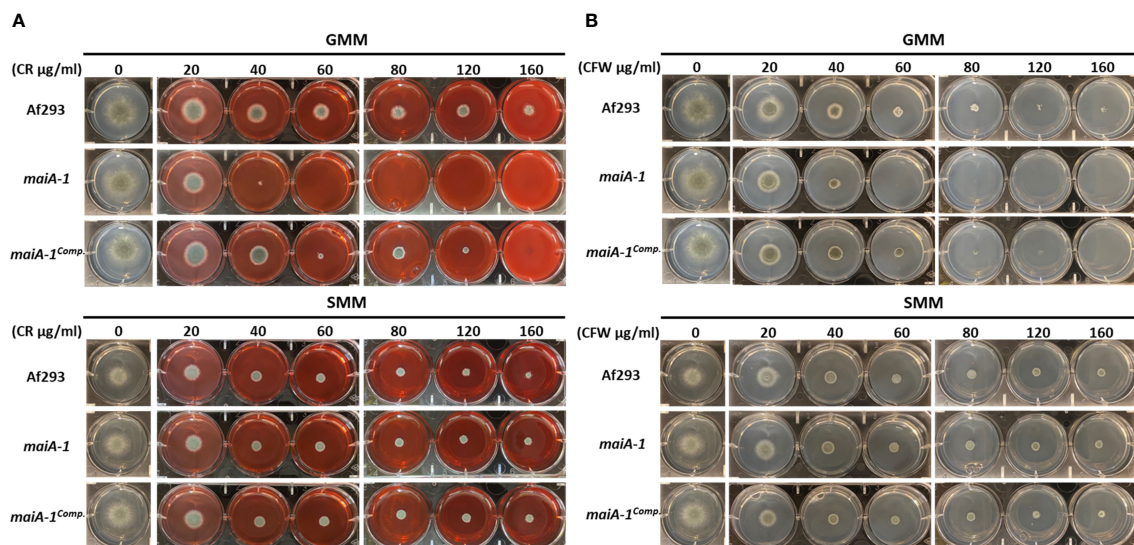 A
GMM
(CR µg/ml) 0 20 40 60 80 120 160
Af293
maiA-1
maiA-1Comp.
SMM
(CR µg/ml) 0 20 40 60 80 120 160
Af293
maiA-1
maiA-1Comp.
B
GMM
(CFW µg/ml) 0 20 40 60 80 120 160
Af293
maiA-1
maiA-1Comp.
SMM
(CFW µg/ml) 0 20 40 60 80 120 160
Af293
maiA-1
maiA-1Comp.